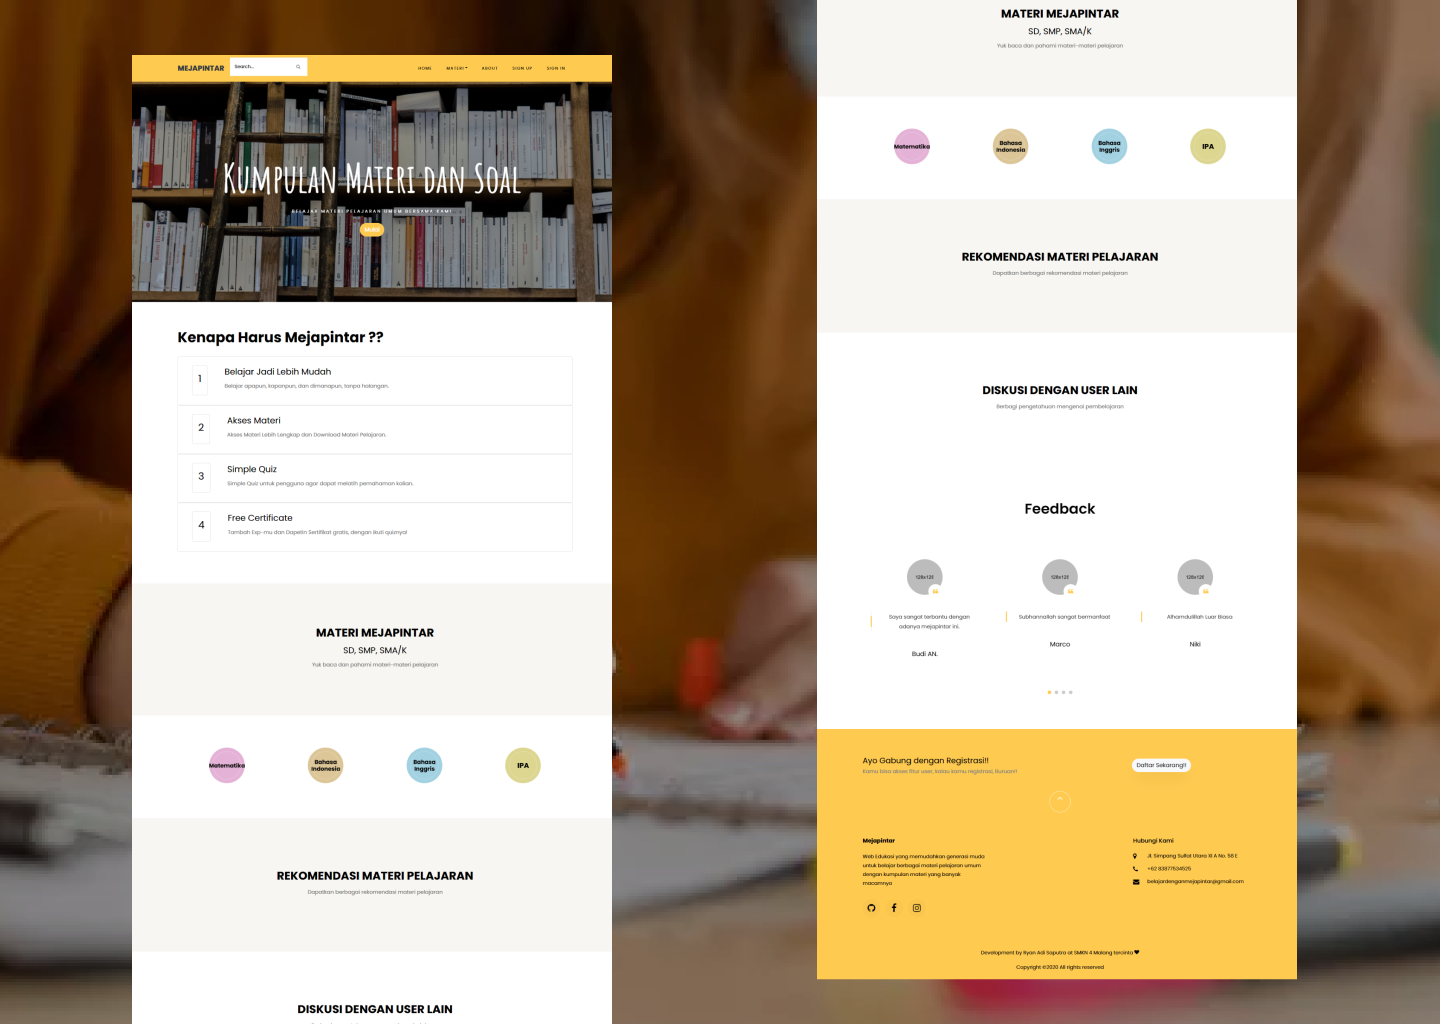 MEJAPINTAR
Search...
HOME
MATERI
ABOUT
SIGN UP
SIGN IN
Kumpulan Materi dan Soal
BELAJAR MATERI PELAJARAN UMUM BERSAMA KAMI
Mulai
Kenapa Harus Mejapintar ??
1
Belajar Jadi Lebih Mudah
Belajar apapun, kapanpun, dan dimanapun, tanpa halangan.
2
Akses Materi
Akses Materi Lebih Lengkap dan Download Materi Pelajaran.
3
Simple Quiz
Simple Quiz untuk pengguna agar dapat melatih pemahaman kalian.
4
Free Certificate
Tambah Exp-mu dan Dapetin Sertifikat gratis, dengan ikuti quiznya!
MATERI MEJAPINTAR
SD, SMP, SMA/K
Yuk baca dan pahami materi-materi pelajaran
Matematika
Bahasa
Indonesia
Bahasa
Inggris
IPA
REKOMENDASI MATERI PELAJARAN
Dapatkan berbagai rekomendasi materi pelajaran
DISKUSI DENGAN USER LAIN
MATERI MEJAPINTAR
SD, SMP, SMA/K
Yuk baca dan pahami materi-materi pelajaran
Matematika
Bahasa
Indonesia
Bahasa
Inggris
IPA
REKOMENDASI MATERI PELAJARAN
Dapatkan berbagai rekomendasi materi pelajaran
DISKUSI DENGAN USER LAIN
Berbagi pengetahuan mengenai pembelajaran
Feedback
Saya sangat terbantu dengan
adanya mejapintar ini.
Budi AN.
Subhannallah sangat bermanfaat
Marco
Alhamdulillah Luar Biasa
Niki
Ayo Gabung dengan Registrasi!!
Kamu bisa akses fitur user, kalau kamu registrasi, Buruan!!
Daftar Sekarang!!
Mejapintar
Web Edukasi yang memudahkan generasi muda
untuk belajar berbagai materi pelajaran umum
dengan kumpulan materi yang banyak
macamnya
Hubungi Kami
Jl. Simpang Sulfat Utara XI A No. 58 E
+62 83877534525
belajardenganmejapintar@gmail.com
Development by Ryan Adi Saputra at SMKN 4 Malang tercinta
Copyright ©2020 All rights reserved